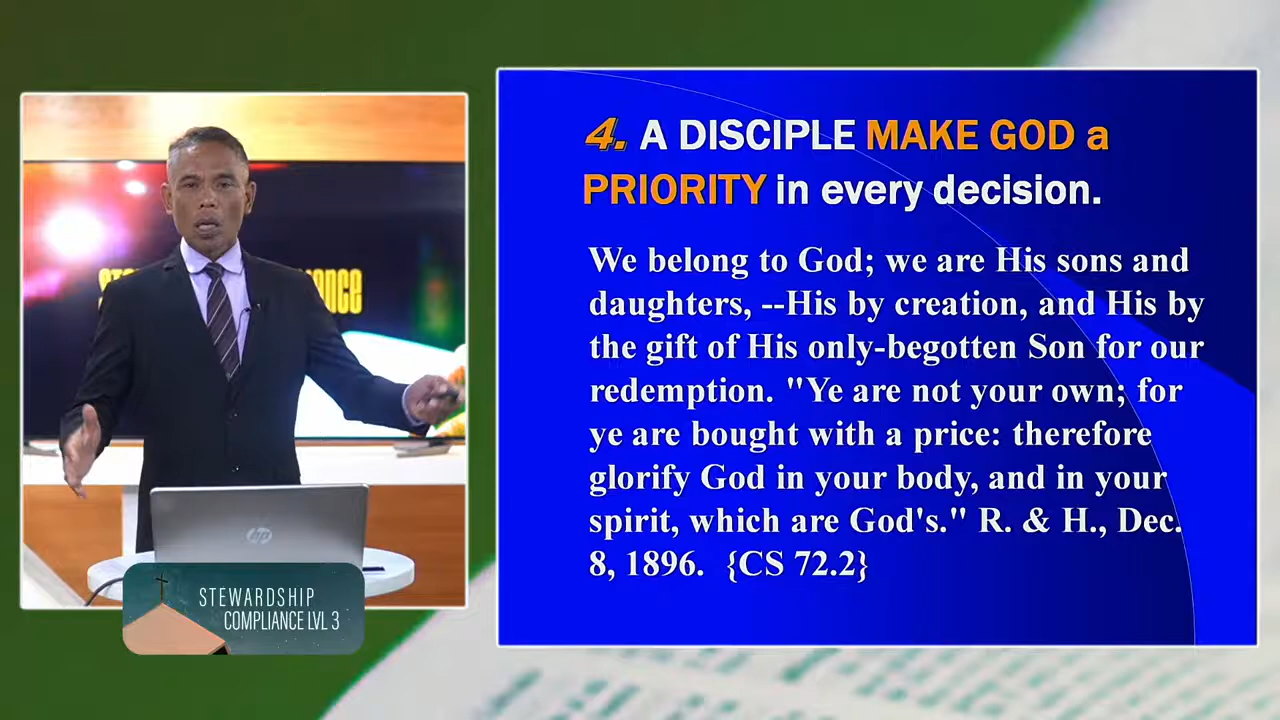 4. A DISCIPLE MAKE GOD a
PRIORITY in every decision.
We belong to God; we are His sons and
daughters, --His by creation, and His by
the gift of His only-begotten Son for our
redemption. "Ye are not your own; for
ye are bought with a price: therefore
glorify God in your body, and in your
spirit, which are God's." R. & H., Dec.
8, 1896. {CS 72.2}
hp
STEWARDSHIP
COMPLIANCE LVL 3